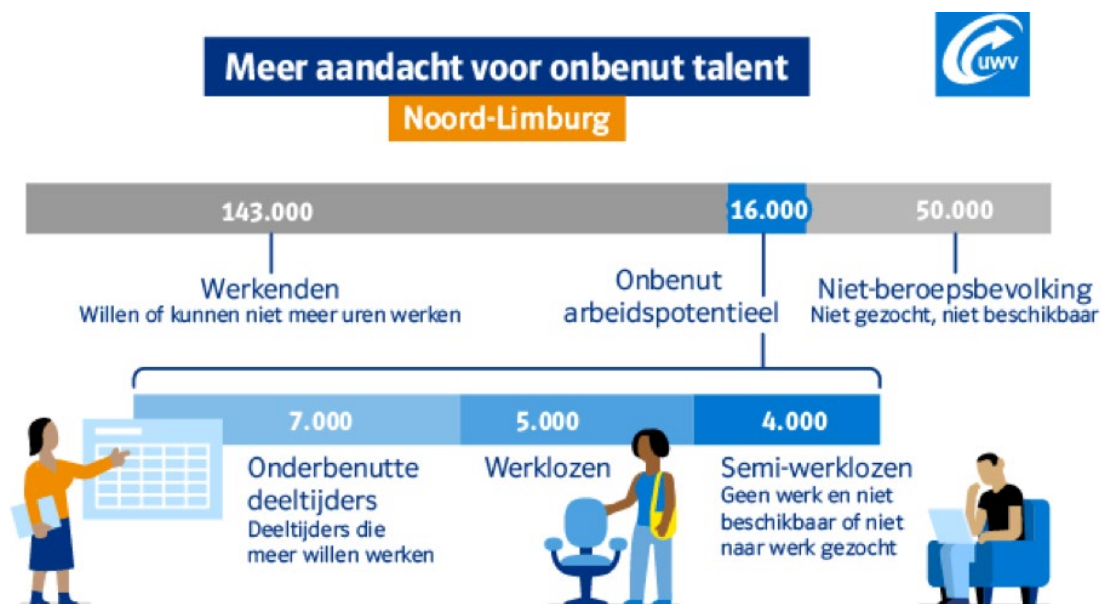 Meer aandacht voor onbenut talent
uwv
Noord-Limburg
143.000
16.000
50.000
Werkenden
Willen of kunnen niet meer uren werken
Onbenut
arbeidspotentieel
Niet-beroepsbevolking
Niet gezocht, niet beschikbaar
7.000
5.000
4.000
Onderbenutte
deeltijders
Deeltijders die
meer willen werken
Werklozen
Semi-werklozen
Geen werk en niet
beschikbaar of niet
naar werk gezocht